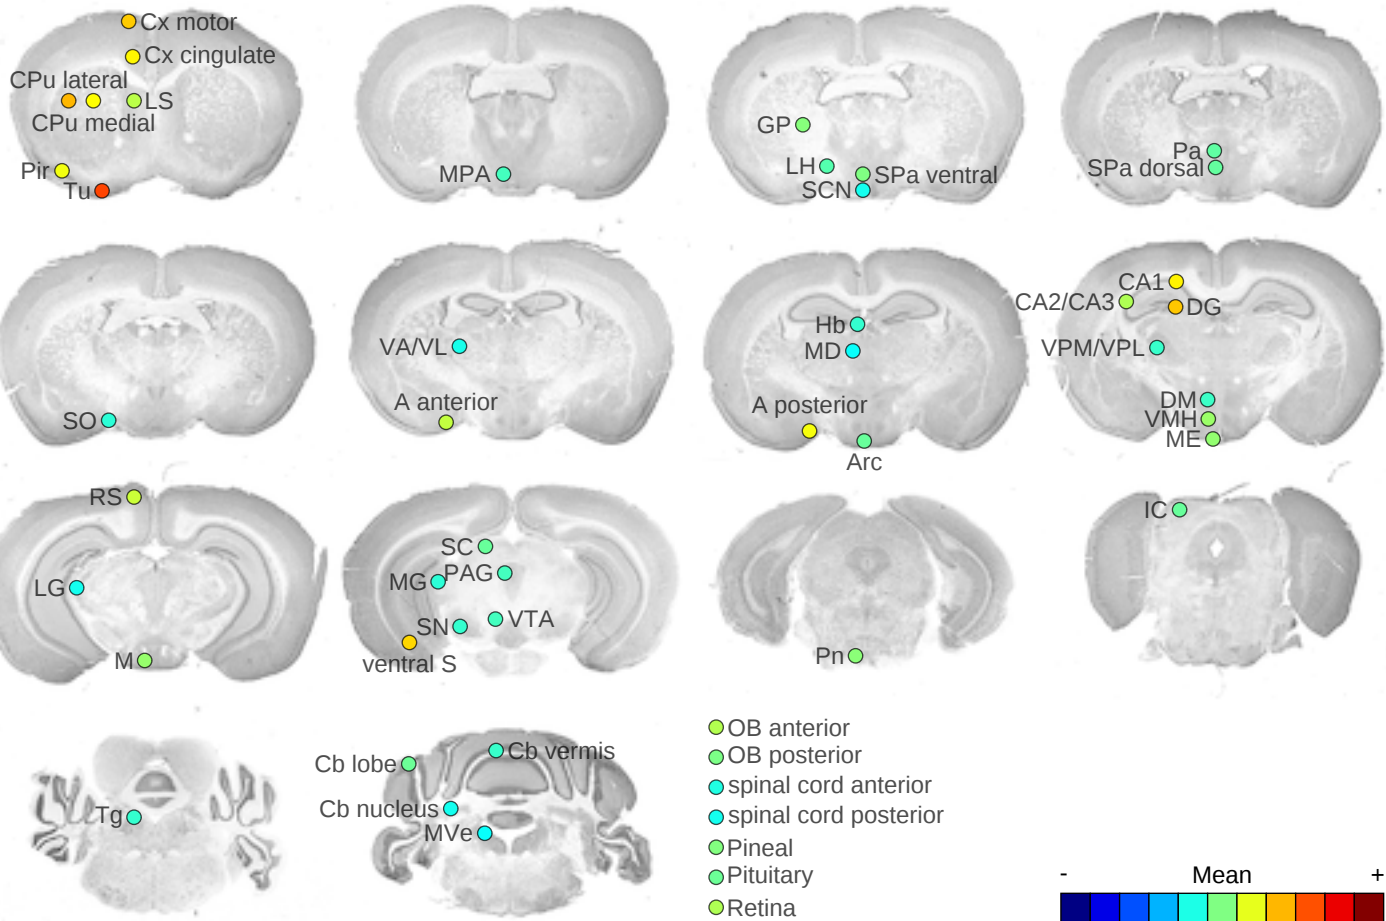 Cx motor
Cx cingulate
CPu lateral
LS
CPu medial
Pir
Tu
MPA
GP
LH
SPa ventral
SCN
Pa
SPa dorsal
SO
VA/VL
A anterior
Hb
MD
A posterior
Arc
CA1
CA2/CA3
DG
VPM/VPL
DM
VMH
ME
RS
LG
M
SC
MG
PAG
SN
VTA
ventral S
Pn
IC
Tg
Cb lobe
Cb vermis
Cb nucleus
MVe
OB anterior
OB posterior
spinal cord anterior
spinal cord posterior
Pineal
Pituitary
Retina
- Mean +